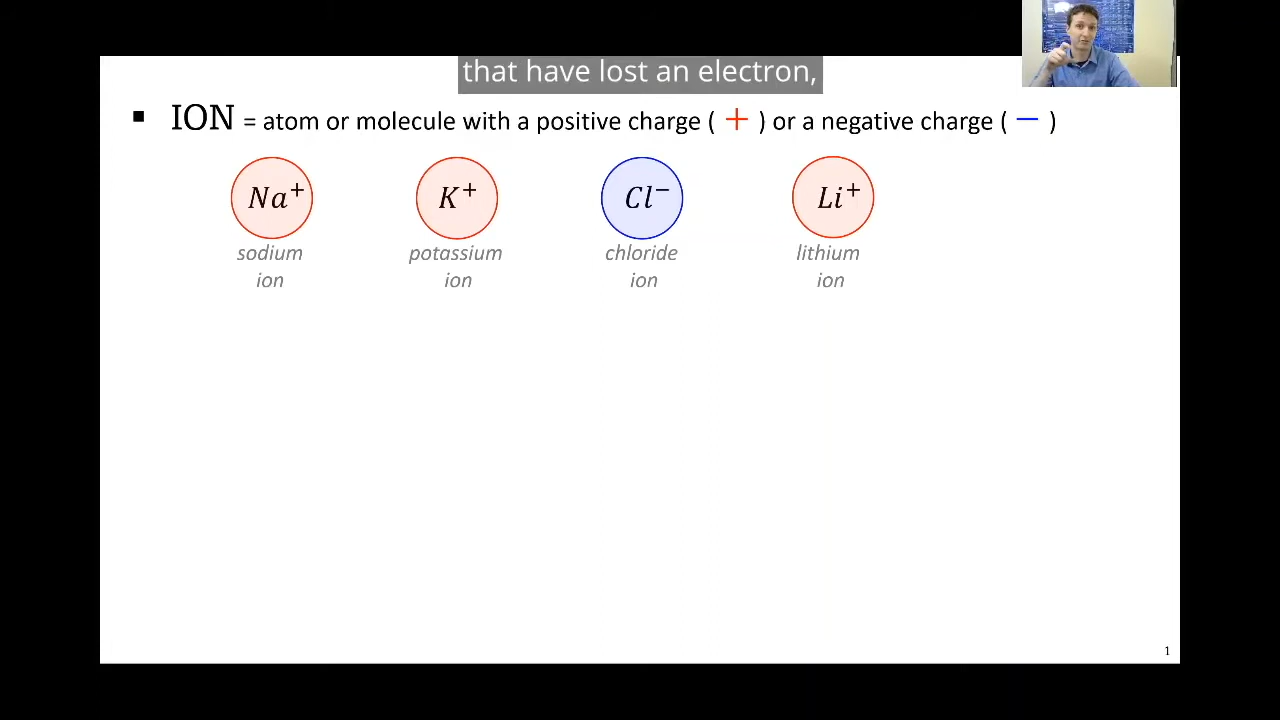 that have lost an electron,
▪ ION = atom or molecule with a positive charge ( + ) or a negative charge ( − )
Na⁺ K⁺ Cl⁻ Li⁺
sodium potassium chloride lithium
ion ion ion ion
1